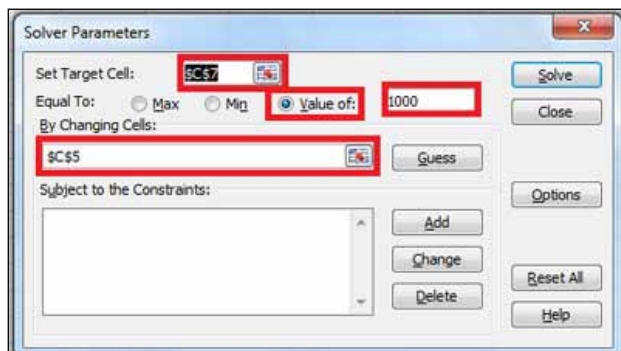 Solver Parameters
Set Target Cell: $C$7 Solve
Equal To: Max Min Value of: 1000 Close
By Changing Cells:
$C$5 Guess
Subject to the Constraints: Options
Add
Change
Reset All
Delete
Help